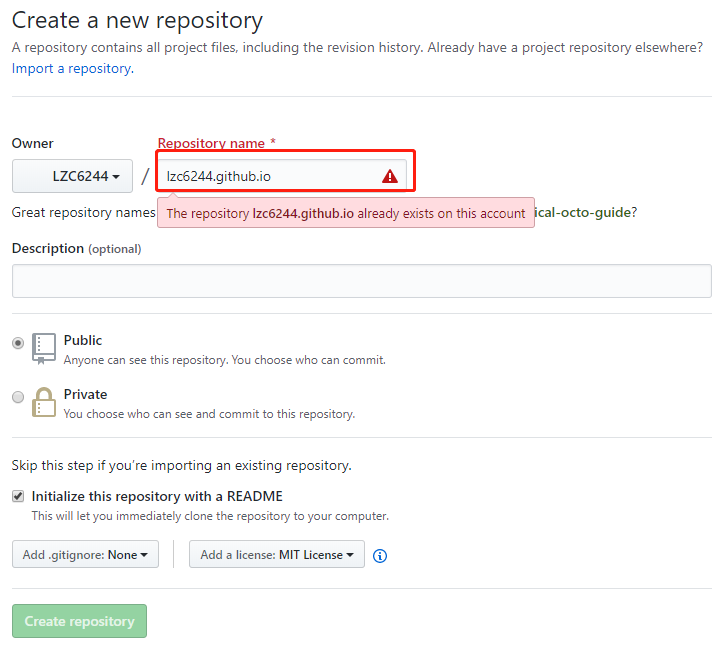 Create a new repository
A repository contains all project files, including the revision history. Already have a project repository elsewhere?
Import a repository.
Owner
Repository name *
LZC6244
/
lzc6244.github.io
Great repository names
ical-octo-guide?
The repository lzc6244.github.io already exists on this account
Description (optional)
Public
Anyone can see this repository. You choose who can commit.
Private
You choose who can see and commit to this repository.
Skip this step if you’re importing an existing repository.
Initialize this repository with a README
This will let you immediately clone the repository to your computer.
Add .gitignore: None
Add a license: MIT License
Create repository